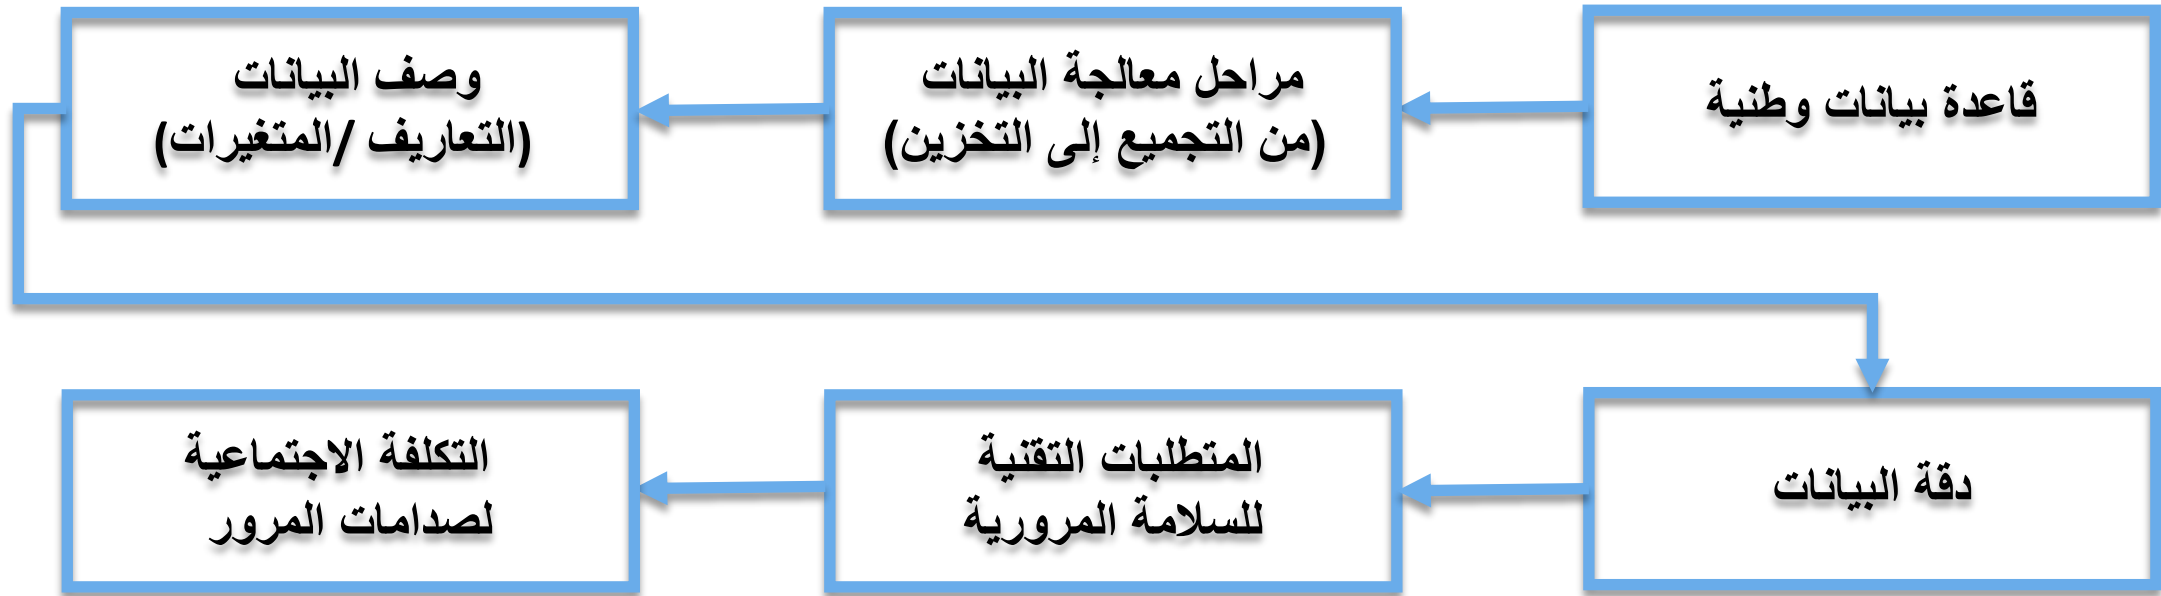 قاعدة بيانات وطنية
مراحل معالجة البيانات
(من التجميع إلى التخزين)
وصف البيانات
(التعاريف /المتغيرات)
دقة البيانات
المتطلبات التقنية
للسلامة المرورية
التكلفة الاجتماعية
لصدامات المرور